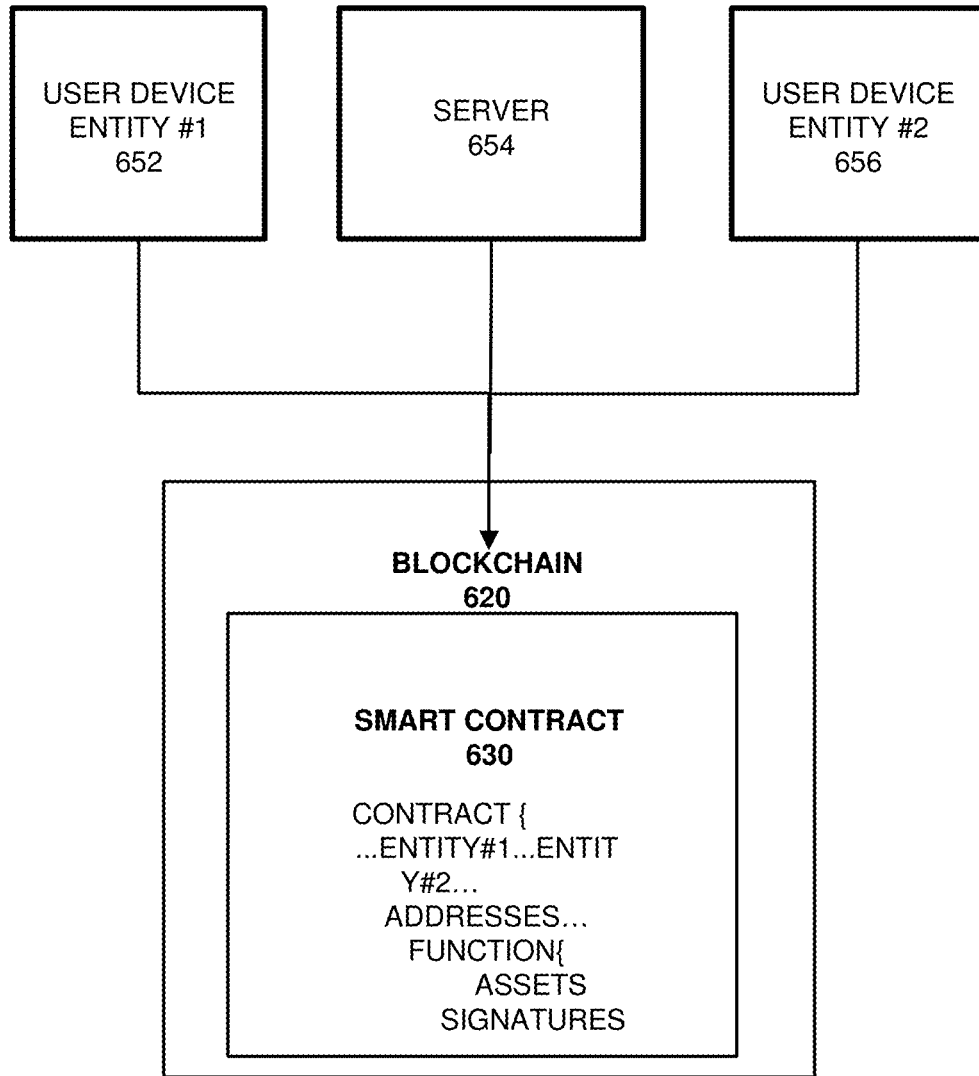 USER DEVICE
ENTITY #1
652
SERVER
654
USER DEVICE
ENTITY #2
656
BLOCKCHAIN
620
SMART CONTRACT
630
CONTRACT {
...ENTITY#1...ENTIT
Y#2...
ADDRESSES...
FUNCTION{
ASSETS
SIGNATURES